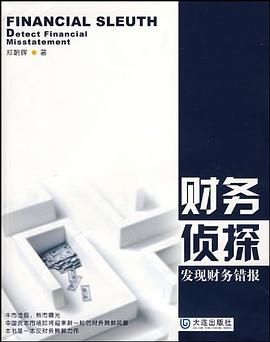 FINANCIAL SLEUTH
Detect Financial
Misstatement
郑朝晖 著
财务
侦探
发现财务错报
牛市造假，熊市曝光
中国资本市场即将迎来新一轮的财务舞弊风暴
本书是一本反财务舞弊力作
大连出版社